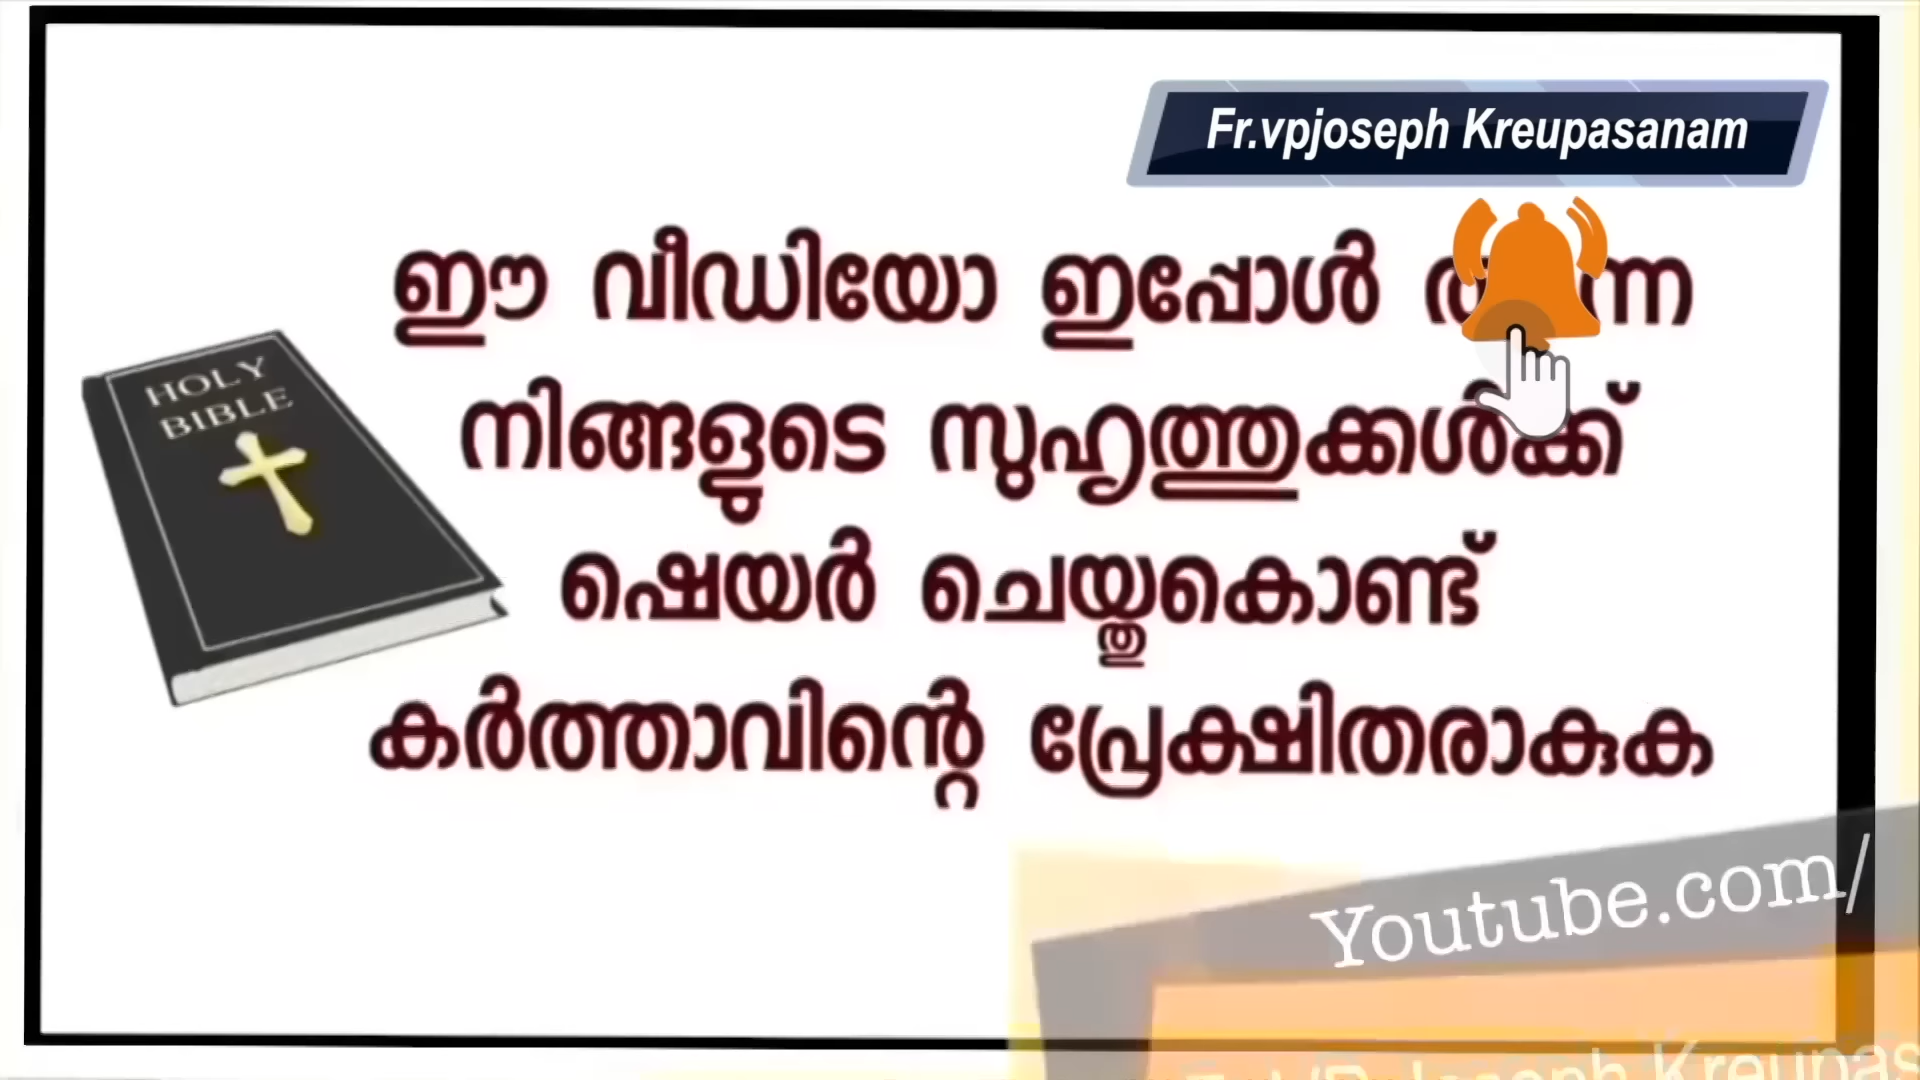 Fr.vpjoseph Kreupasanam
ഈ വീഡിയോ ഇപ്പോൾ
നിങ്ങളുടെ സുഹൃത്തുക്കൾക്ക്
ഷെയർ ചെയ്തുകൊണ്ട്
കർത്താവിന്റെ പ്രേക്ഷിതരാകുക
HOLY
BIBLE
Youtube.com/